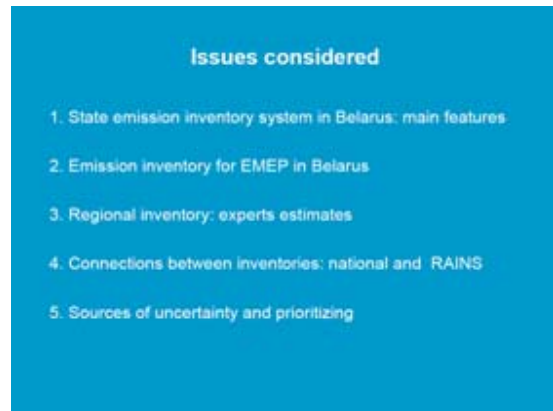 Issues considered
1. State emission inventory system in Belarus: main features
2. Emission inventory for EMEP in Belarus
3. Regional inventory: experts estimates
4. Connections between inventories: national and RAINS
5. Sources of uncertainty and prioritizing